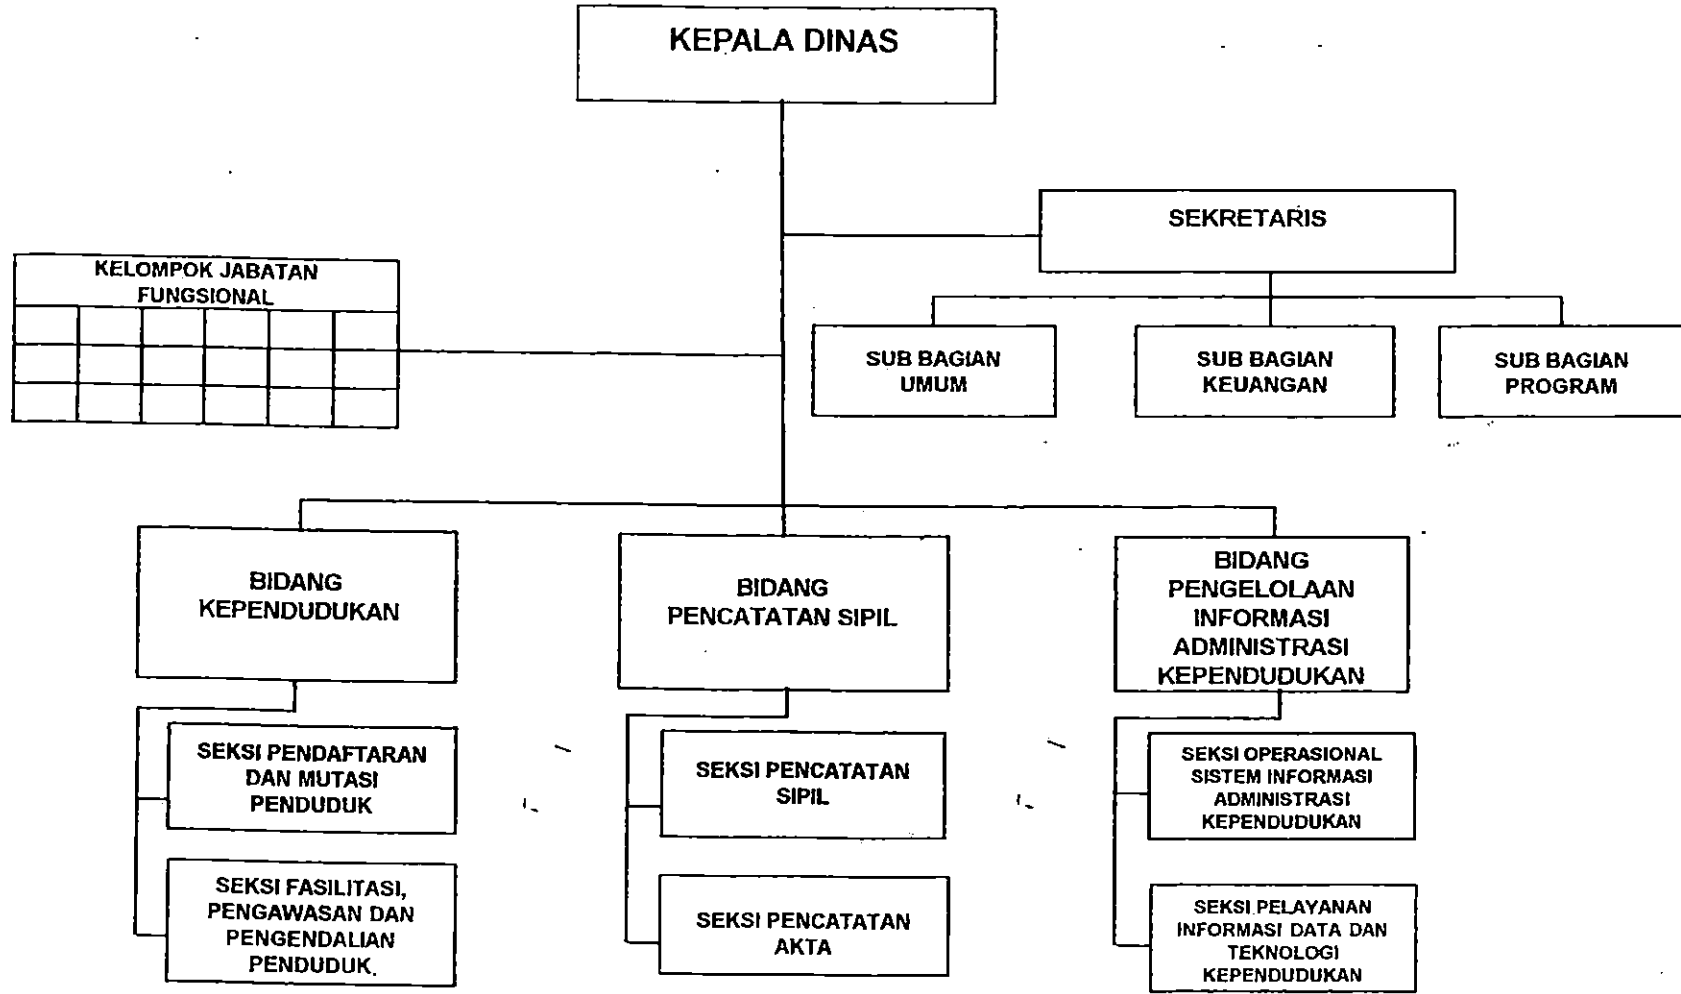 KEPALA DINAS
SEKRETARIS
KELOMPOK JABATAN
FUNGSIONAL
SUB BAGIAN
UMUM
SUB BAGIAN
KEUANGAN
SUB BAGIAN
PROGRAM
BIDANG
KEPENDUDUKAN
BIDANG
PENCATATAN SIPIL
BIDANG
PENGELOLAAN
INFORMASI
ADMINISTRASI
KEPENDUDUKAN
SEKSI PENDAFTARAN
DAN MUTASI
PENDUDUK
SEKSI PENCATATAN
SIPIL
SEKSI OPERASIONAL
SISTEM INFORMASI
ADMINISTRASI
KEPENDUDUKAN
SEKSI FASILITASI,
PENGAWASAN DAN
PENGENDALIAN
PENDUDUK.
SEKSI PENCATATAN
AKTA
SEKSI PELAYANAN
INFORMASI DATA DAN
TEKNOLOGI
KEPENDUDUKAN